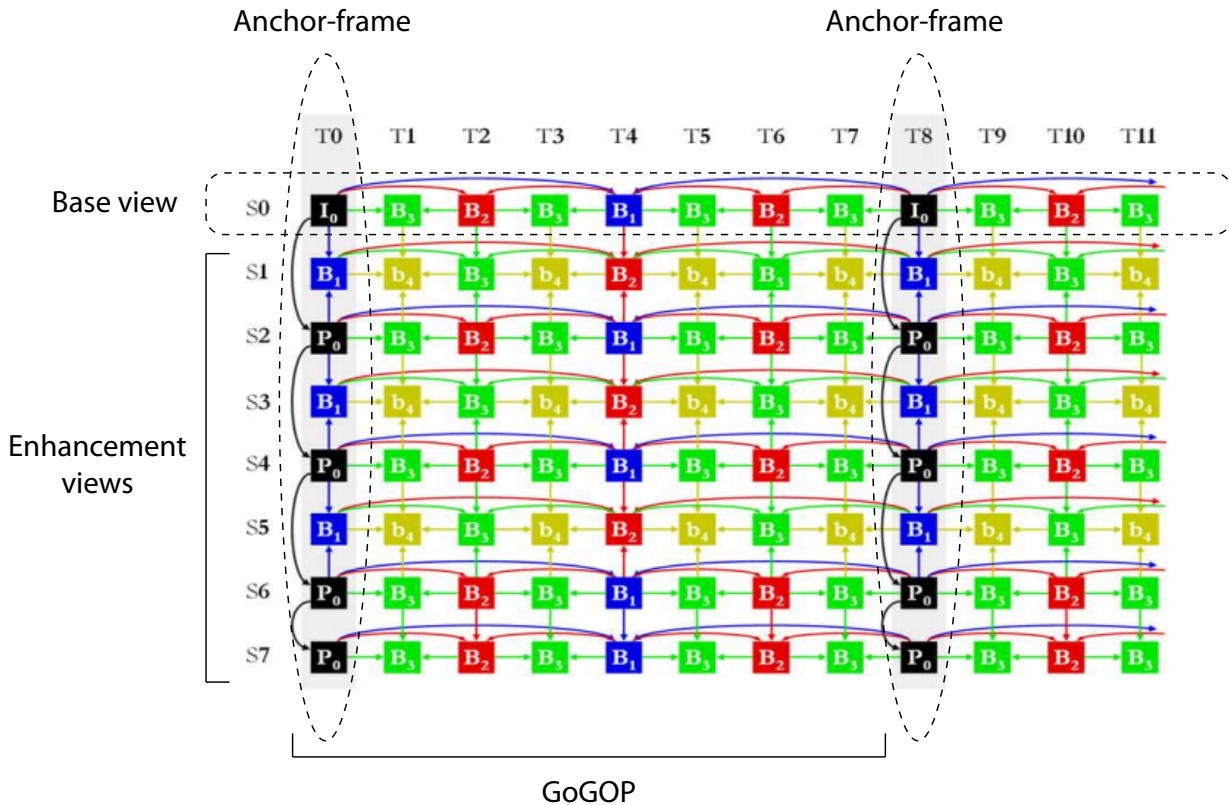 Anchor-frame Anchor-frame
T0 T1 T2 T3 T4 T5 T6 T7 T8 T9 T10 T11
Base view
S0 I0 B3 B2 B3 B1 B3 B2 B3 I0 B3 B2 B3
S1 B1 b4 B3 b4 B2 b4 B3 b4 B1 b4 B3 b4
S2 P0 B3 B2 B3 B1 B3 B2 B3 P0 B3 B2 B3
S3 B1 b4 B3 b4 B2 b4 B3 b4 B1 b4 B3 b4
Enhancement
views
S4 P0 B3 B2 B3 B1 B3 B2 B3 P0 B3 B2 B3
S5 B1 b4 B3 b4 B2 b4 B3 b4 B1 b4 B3 b4
S6 P0 B3 B2 B3 B1 B3 B2 B3 P0 B3 B2 B3
S7 P0 B3 B2 B3 B1 B3 B2 B3 P0 B3 B2 B3
GoGOP